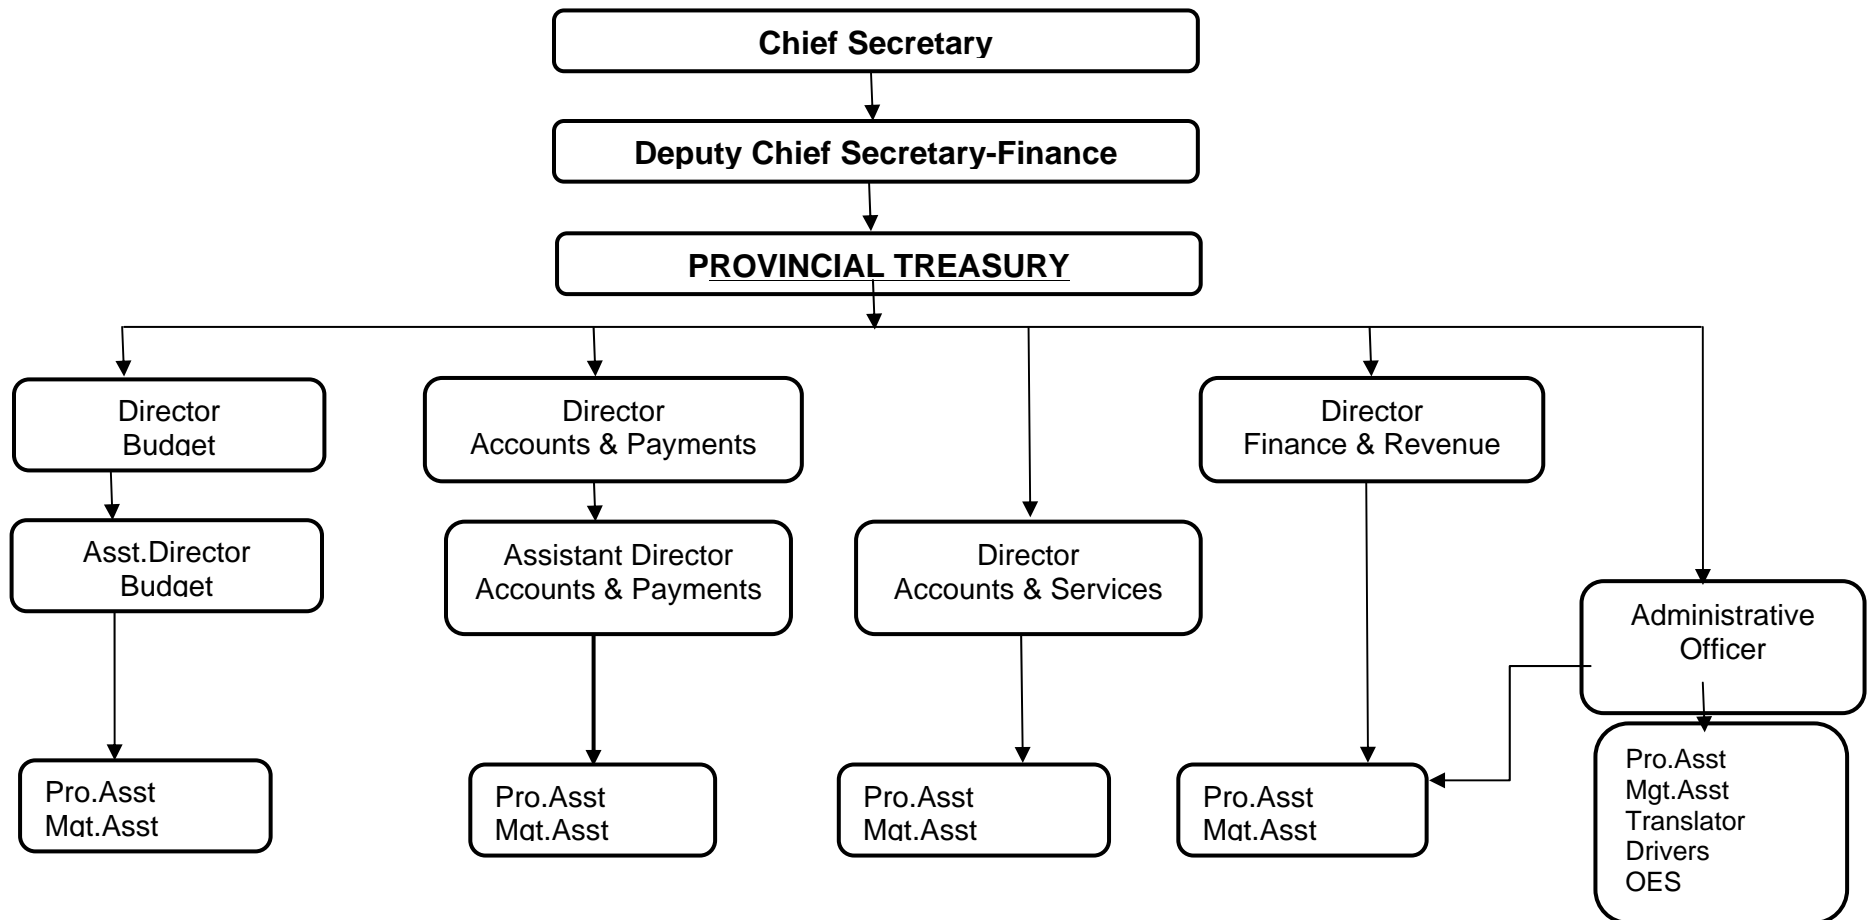 Chief Secretary
Deputy Chief Secretary-Finance
PROVINCIAL TREASURY
Director
Budget
Director
Accounts & Payments
Director
Finance & Revenue
Asst.Director
Budget
Assistant Director
Accounts & Payments
Director
Accounts & Services
Administrative
Officer
Pro.Asst
Mgt.Asst
Pro.Asst
Mgt.Asst
Pro.Asst
Mgt.Asst
Pro.Asst
Mgt.Asst
Pro.Asst
Mgt.Asst
Translator
Drivers
OES